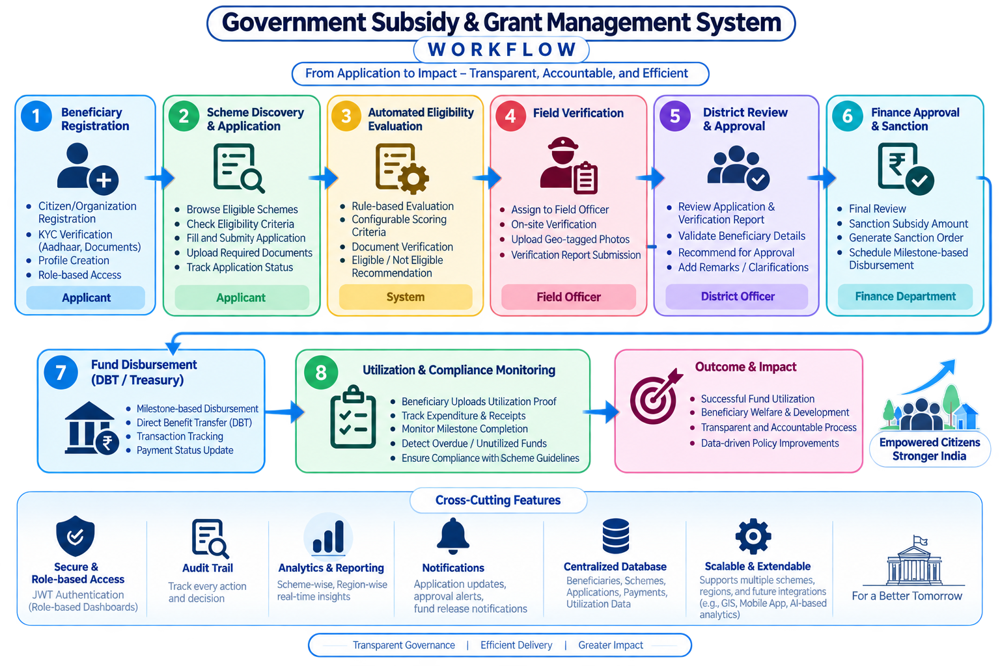 Government Subsidy & Grant Management System
WORKFLOW
From Application to Impact – Transparent, Accountable, and Efficient
1
Beneficiary
Registration
• Citizen/Organization
Registration
• KYC Verification
(Aadhaar, Documents)
• Profile Creation
• Role-based Access
Applicant
2
Scheme Discovery
& Application
• Browse Eligible Schemes
• Check Eligibility Criteria
• Fill and Submity Application
• Upload Required Documents
• Track Application Status
Applicant
3
Automated Eligibility
Evaluation
• Rule-based Evaluation
• Configurable Scoring
Criteria
• Document Verification
• Eligible / Not Eligible
Recommendation
System
4
Field Verification
• Assign to Field Officer
• On-site Verification
• Upload Geo-tagged Photos
• Verification Report Submission
Field Officer
5
District Review
& Approval
• Review Application &
Verification Report
• Validate Beneficiary Details
• Recommend for Approval
• Add Remarks / Clarifications
District Officer
6
Finance Approval
& Sanction
₹
• Final Review
• Sanction Subsidy Amount
• Generate Sanction Order
• Schedule Milestone-based
Disbursement
Finance Department
7
Fund Disbursement
(DBT / Treasury)
₹
• Milestone-based Disbursement
• Direct Benefit Transfer (DBT)
• Transaction Tracking
• Payment Status Update
8
Utilization & Compliance Monitoring
• Beneficiary Uploads Utilization Proof
• Track Expenditure & Receipts
• Monitor Milestone Completion
• Detect Overdue / Unutilized Funds
• Ensure Compliance with Scheme Guidelines
Outcome & Impact
• Successful Fund Utilization
• Beneficiary Welfare & Development
• Transparent and Accountable Process
• Data-driven Policy Improvements
Empowered Citizens
Stronger India
Cross-Cutting Features
Secure &
Role-based Access
JWT Authentication
(Role-based Dashboards)
Audit Trail
Track every action
and decision
Analytics & Reporting
Scheme-wise, Region-wise
real-time insights
Notifications
Application updates,
approval alerts,
fund release notifications
Centralized Database
Beneficiaries, Schemes,
Applications, Payments,
Utilization Data
Scalable & Extendable
Supports multiple schemes,
regions, and future integrations
(e.g., GIS, Mobile App, AI-based
analytics)
For a Better Tomorrow
Transparent Governance | Efficient Delivery | Greater Impact